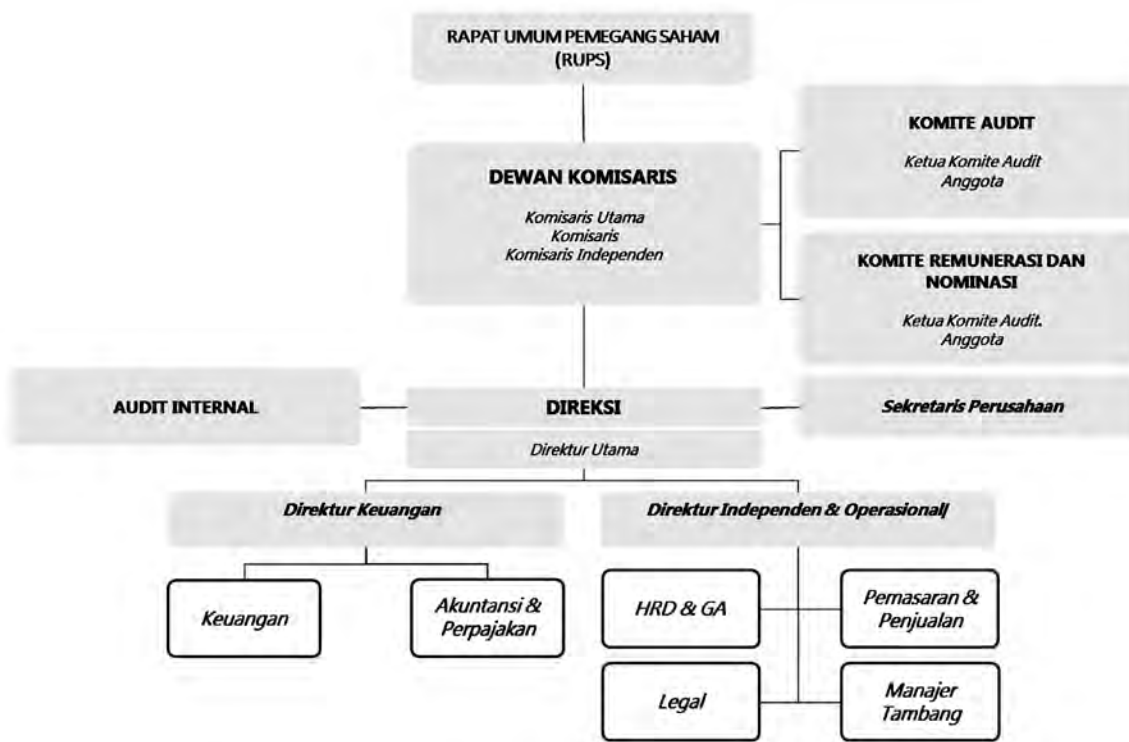 RAPAT UMUM PEMEGANG SAHAM
(RUPS)
KOMITE AUDIT
Ketua Komite Audit
Anggota
DEWAN KOMISARIS
Komisaris Utama
Komisaris
Komisaris Independen
KOMITE REMUNERASI DAN
NOMINASI
Ketua Komite Audit.
Anggota
AUDIT INTERNAL
DIREKSI
Sekretaris Perusahaan
Direktur Utama
Direktur Keuangan
Direktur Independen & Operasional/
Keuangan
Akuntansi &
Perpajakan
HRD & GA
Pemasaran &
Penjualan
Legal
Manajer
Tambang